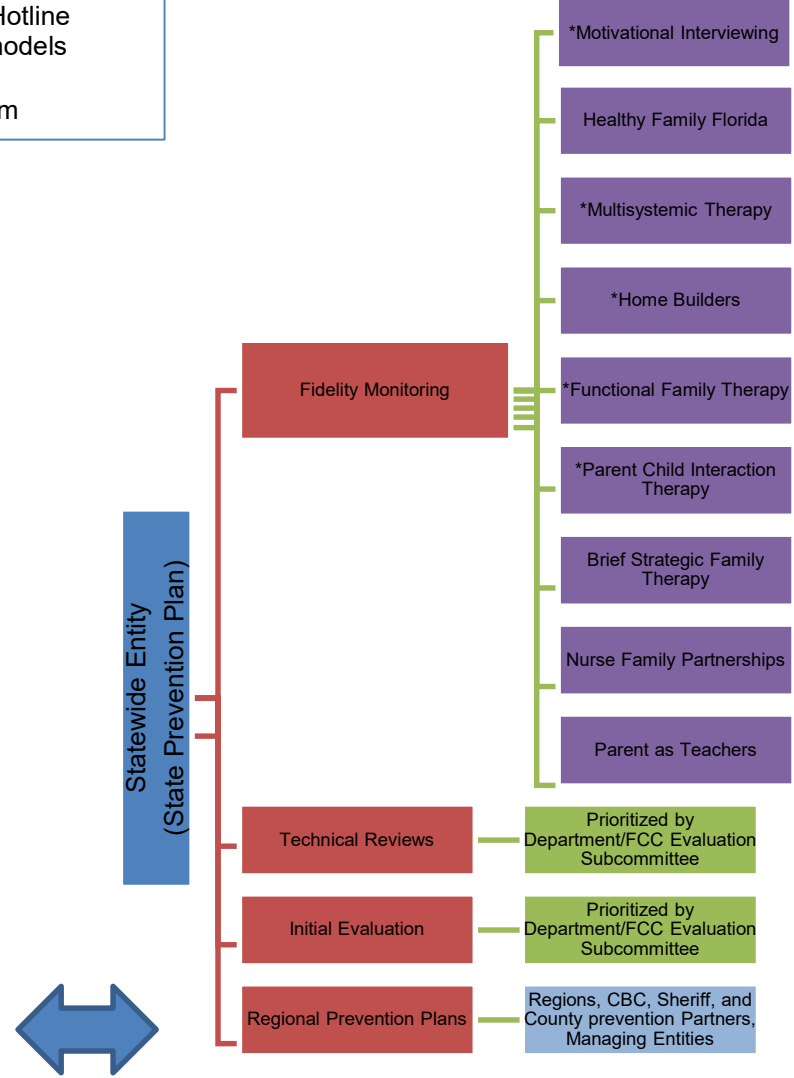 Hotline
models
*Motivational Interviewing
Healthy Family Florida
*Multisystemic Therapy
*Home Builders
Fidelity Monitoring
*Functional Family Therapy
*Parent Child Interaction
Therapy
Brief Strategic Family
Therapy
Nurse Family Partnerships
Parent as Teachers
Statewide Entity
(State Prevention Plan)
Technical Reviews
Prioritized by
Department/FCC Evaluation
Subcommittee
Initial Evaluation
Prioritized by
Department/FCC Evaluation
Subcommittee
Regional Prevention Plans
Regions, CBC, Sheriff, and
County prevention Partners,
Managing Entities